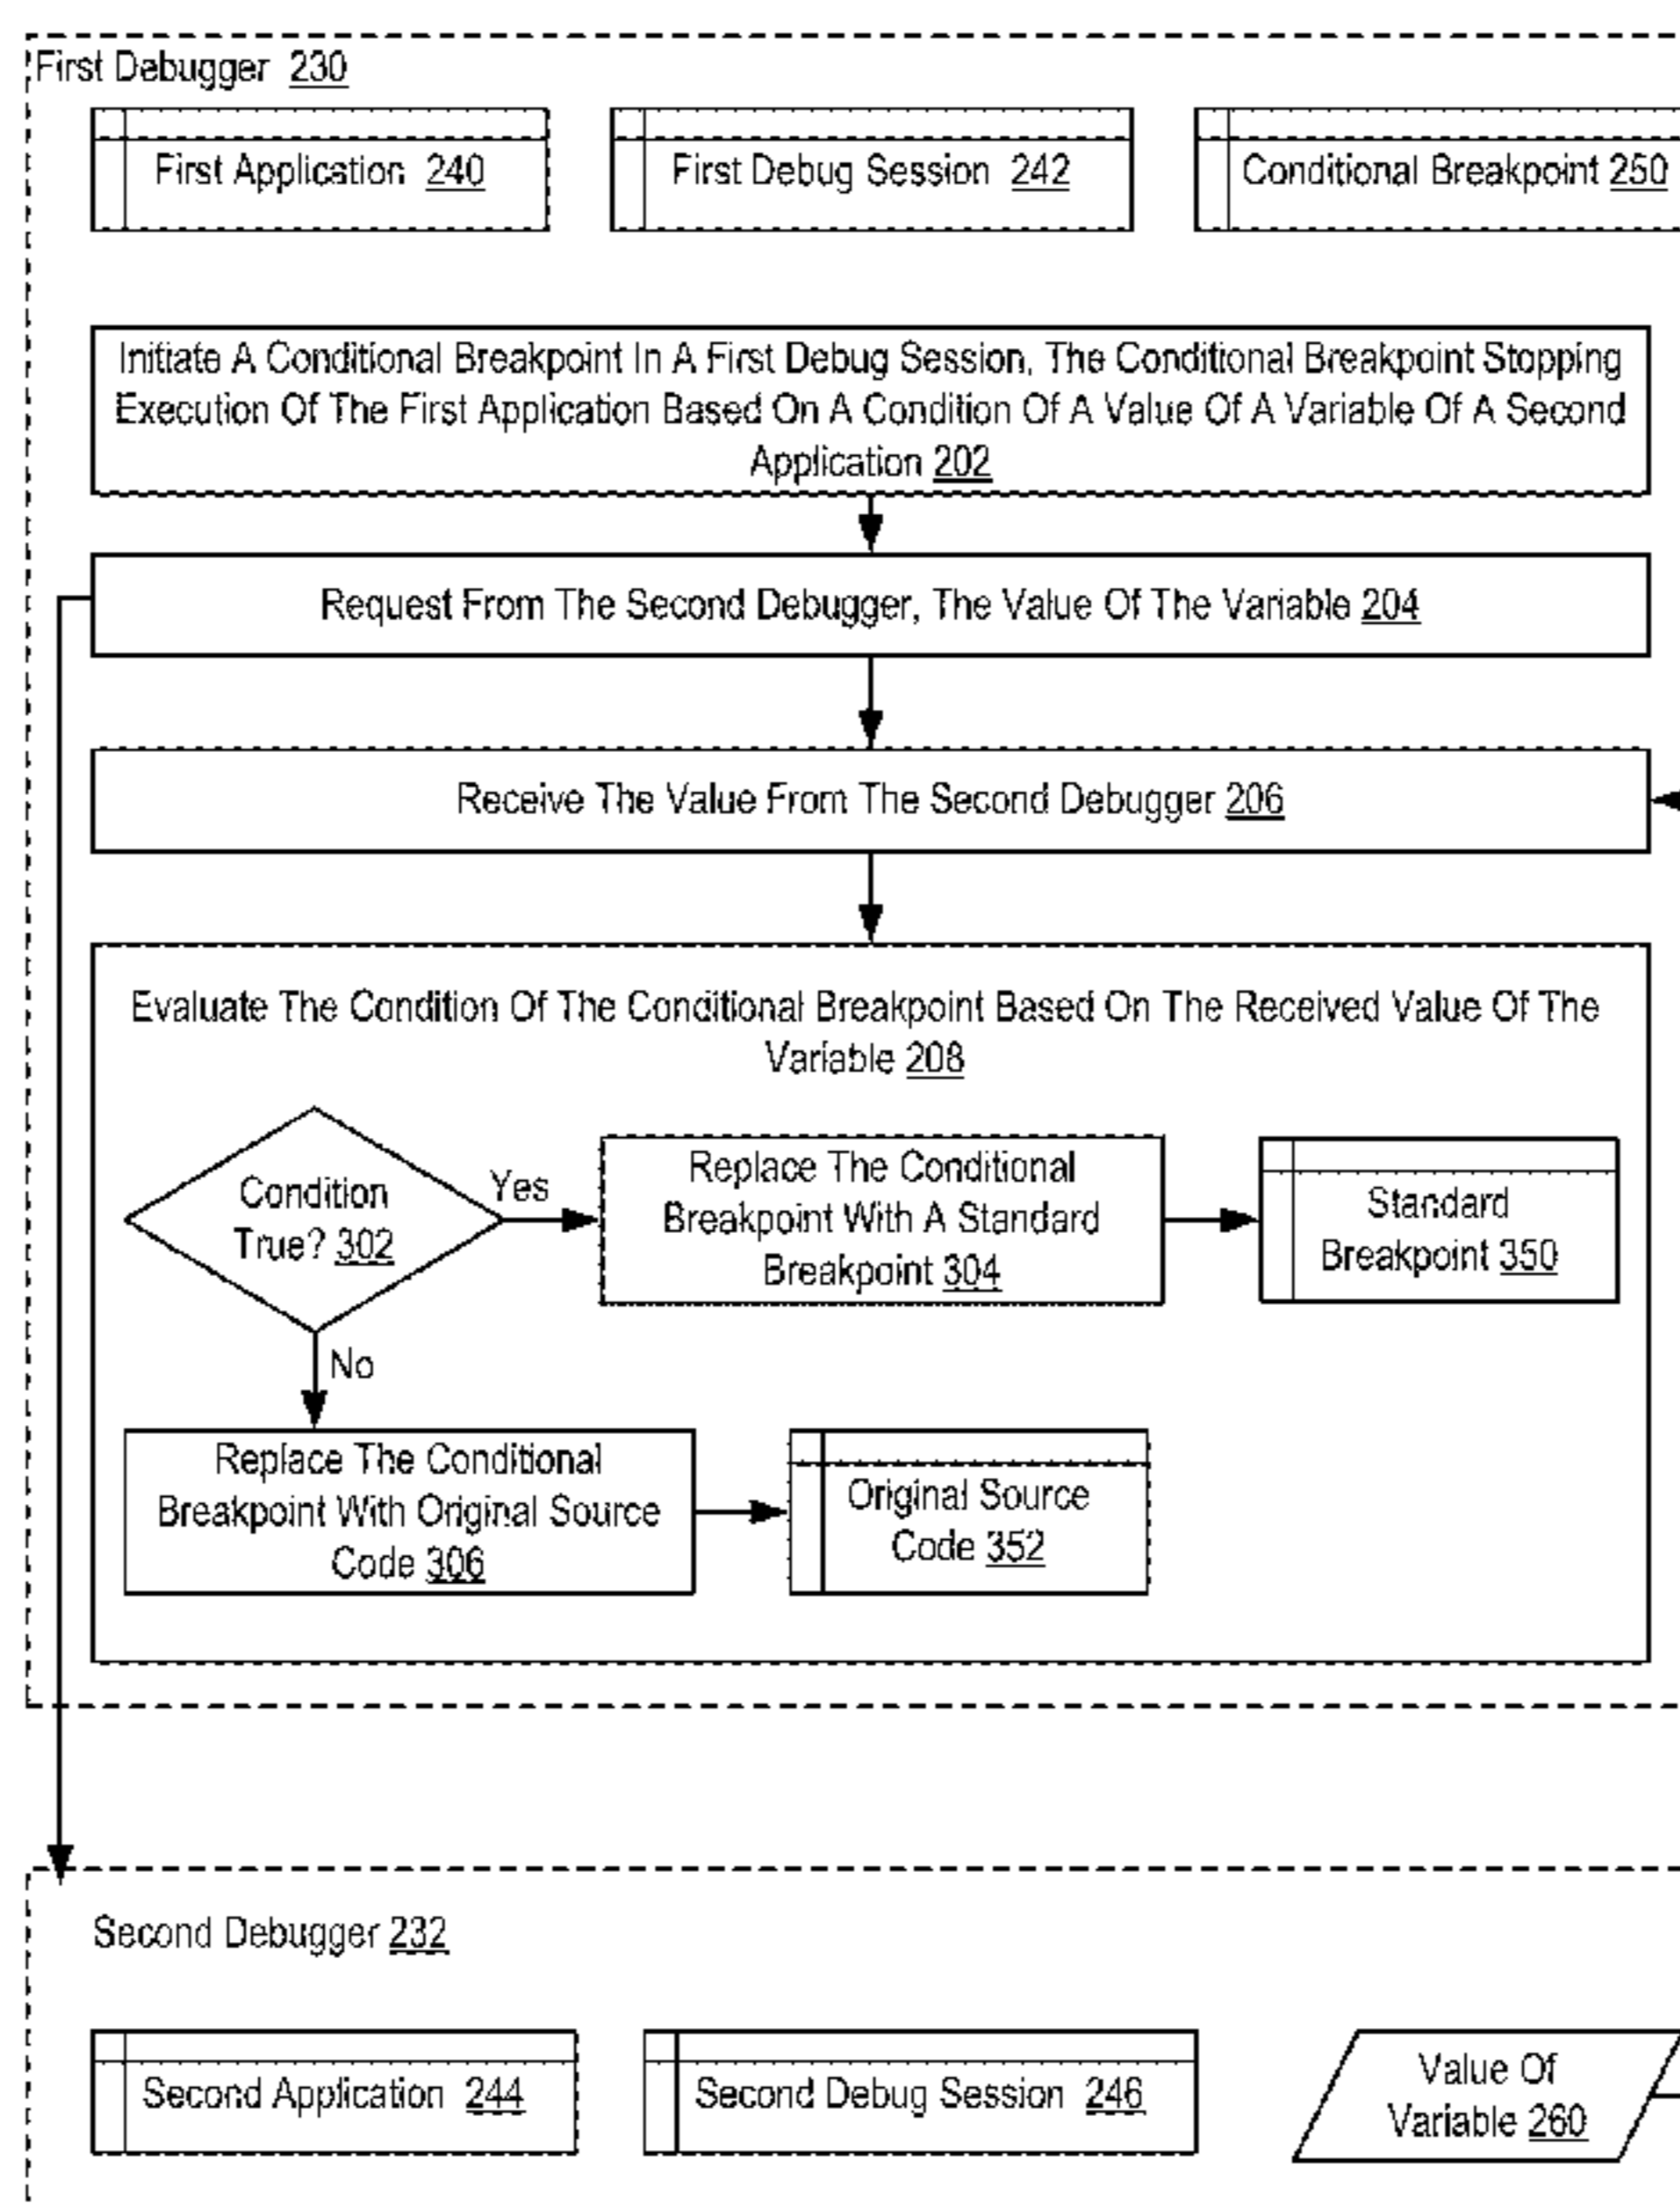 First Debugger 230
First Application 240
First Debug Session 242
Conditional Breakpoint 250
Initiate A Conditional Breakpoint In A First Debug Session, The Conditional Breakpoint Stopping
Execution Of The First Application Based On A Condition Of A Value Of A Variable Of A Second
Application 202
Request From The Second Debugger, The Value Of The Variable 204
Receive The Value From The Second Debugger 206
Evaluate The Condition Of The Conditional Breakpoint Based On The Received Value Of The
Variable 208
Condition
True? 302
Yes
Replace The Conditional
Breakpoint With A Standard
Breakpoint 304
Standard
Breakpoint 350
No
Replace The Conditional
Breakpoint With Original Source
Code 306
Original Source
Code 352
Second Debugger 232
Second Application 244
Second Debug Session 246
Value Of
Variable 260